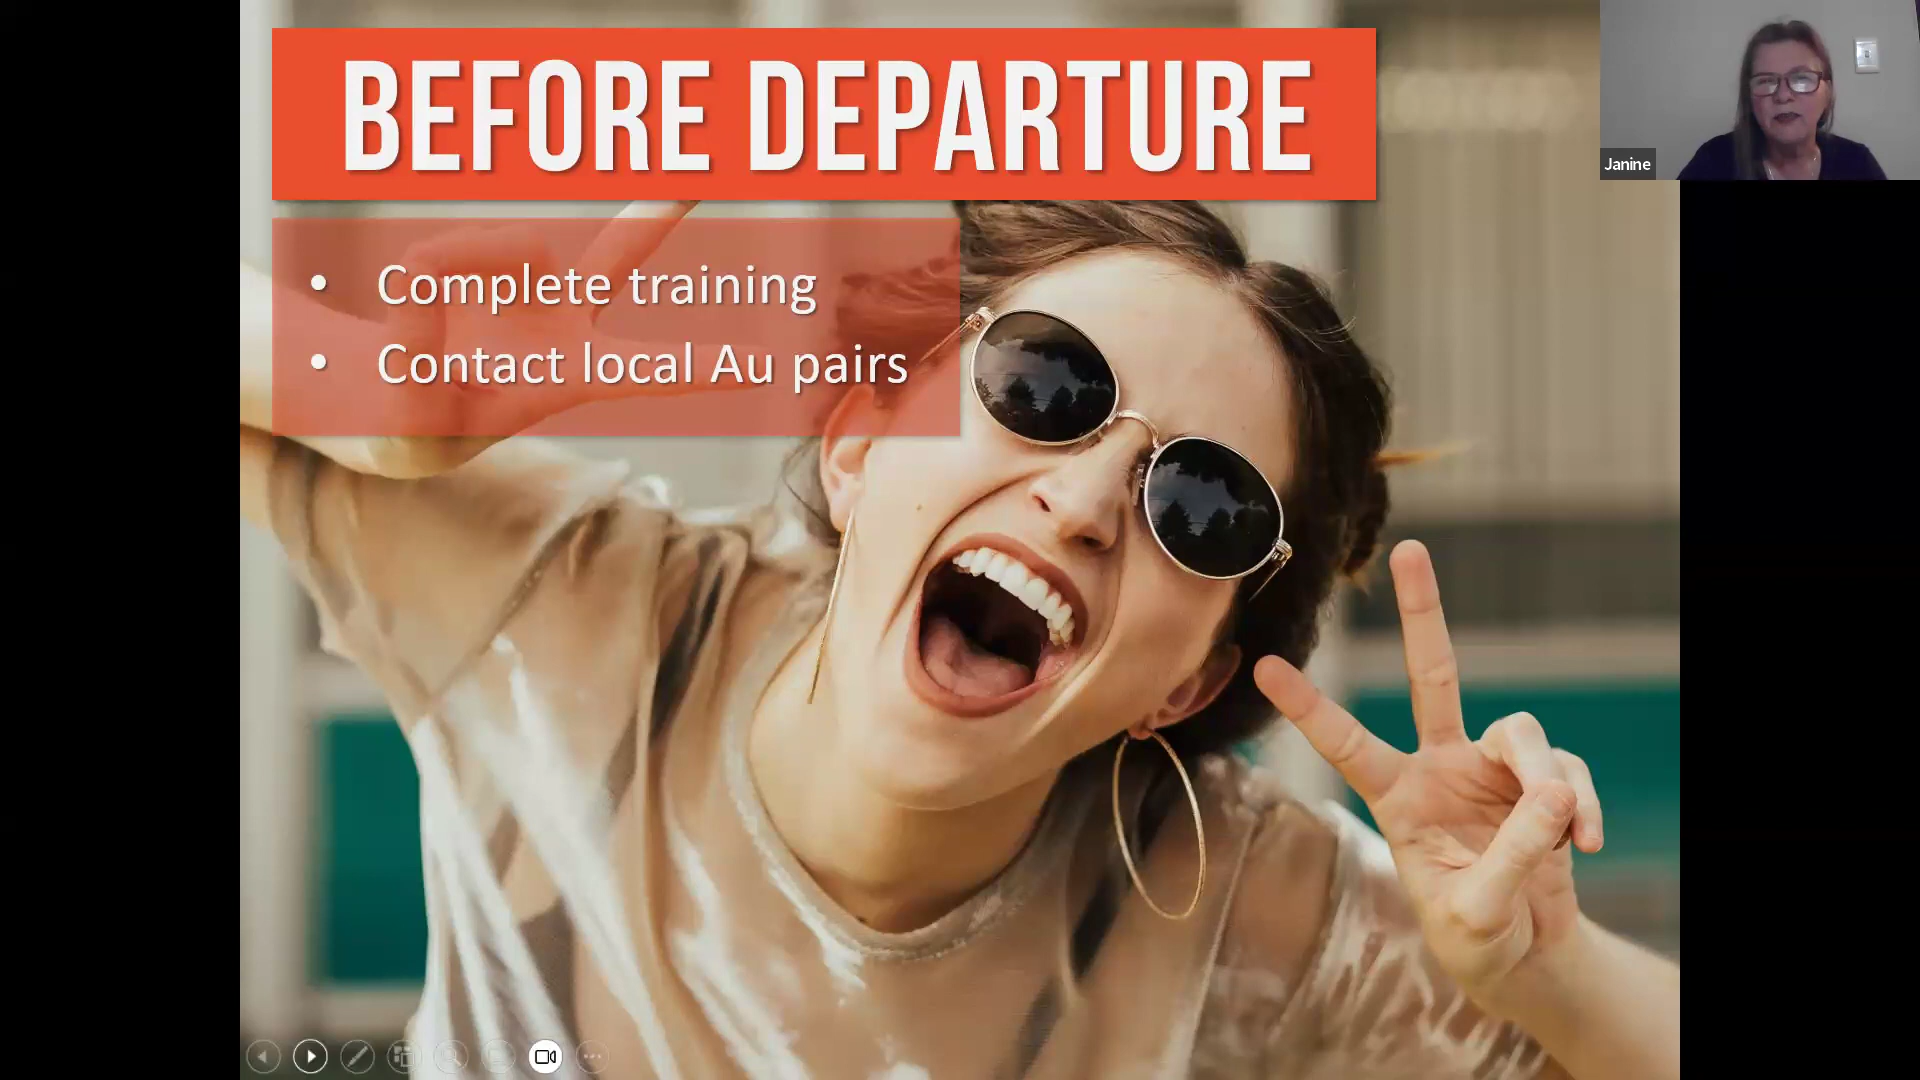 BEFORE DEPARTURE
• Complete training
• Contact local Au pairs
Janine